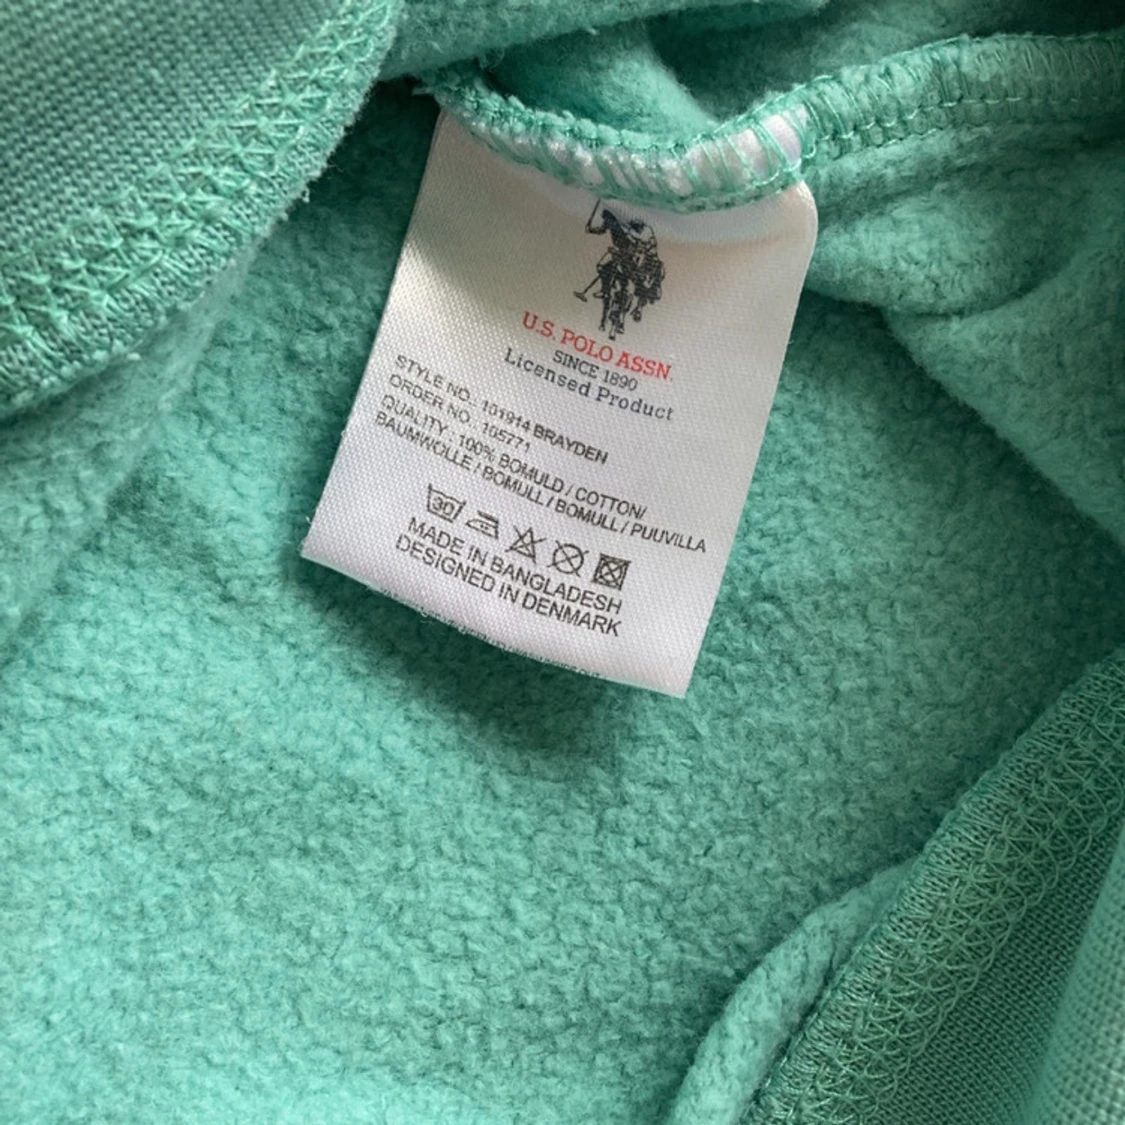 U.S. POLO ASSN.
SINCE 1890
Licensed Product
STYLE NO. 101914 BRAYDEN
ORDER NO. 105771
QUALITY: 100% BOMULD / COTTON/
BAUMWOLLE / BOMULL / BOMULL / PUUVILLA
30
MADE IN BANGLADESH
DESIGNED IN DENMARK